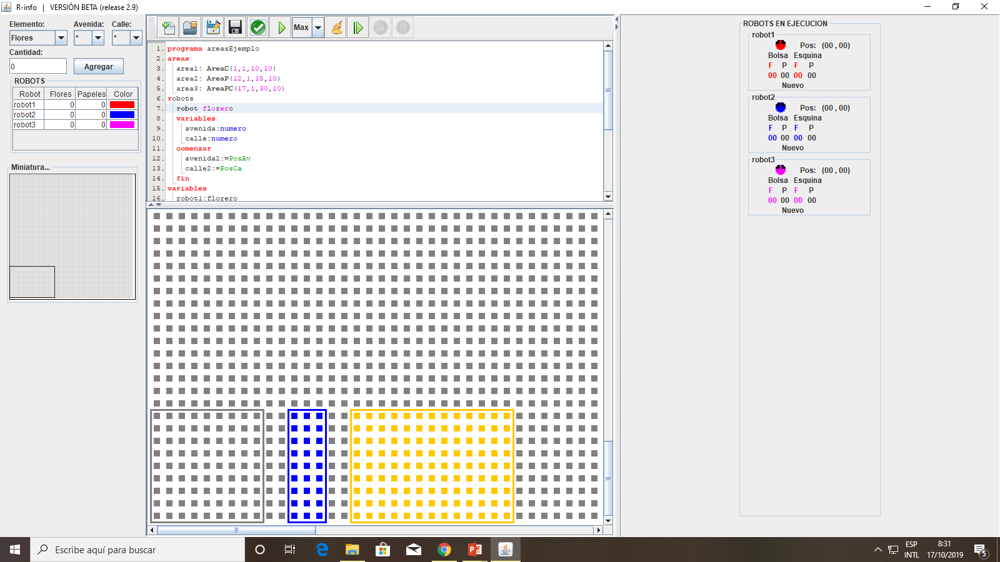 R-info | VERSIÓN BETA (release 2.9)
Elemento: Avenida: Calle:
Flores * *
Cantidad:
0 Agregar
ROBOTS
Robot Flores Papeles Color
robot1 0 0
robot2 0 0
robot3 0 0
Miniatura...
Max
1. programa areasEjemplo
2. areas
3. area1: AreaC(1,1,10,10)
4. area2: AreaP(12,1,15,10)
5. area3: AreaPC(17,1,30,10)
6. robots
7. robot florero
8. variables
9. avenida:numero
10. calle:numero
11. comenzar
12. avenida2:=PosAv
13. calle2:=PosCa
14. fin
15. variables
16. robot1:florero
ROBOTS EN EJECUCION
robot1
Pos: (00 , 00)
Bolsa Esquina
F P F P
00 00 00 00
Nuevo
robot2
Pos: (00 , 00)
Bolsa Esquina
F P F P
00 00 00 00
Nuevo
robot3
Pos: (00 , 00)
Bolsa Esquina
F P F P
00 00 00 00
Nuevo
Escribe aquí para buscar
ESP
INTL
8:31
17/10/2019
5